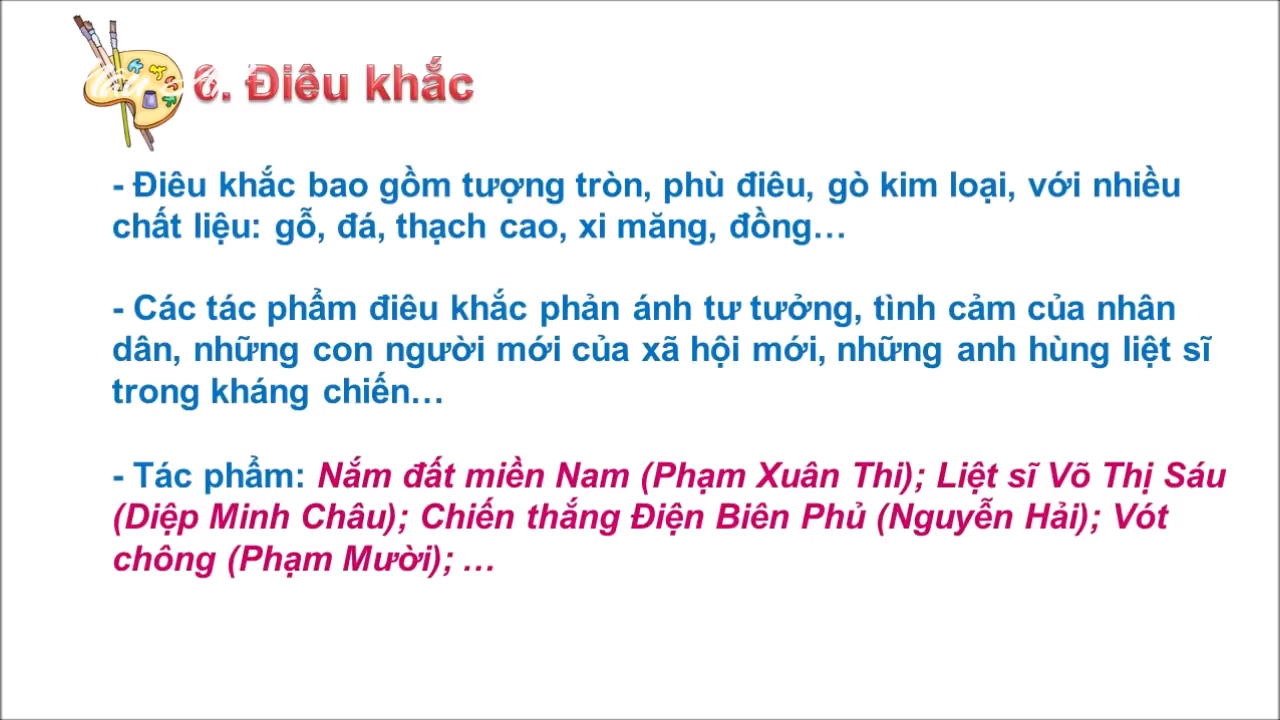 6. Điêu khắc
- Điêu khắc bao gồm tượng tròn, phù điêu, gò kim loại, với nhiều
chất liệu: gỗ, đá, thạch cao, xi măng, đồng…
- Các tác phẩm điêu khắc phản ánh tư tưởng, tình cảm của nhân
dân, những con người mới của xã hội mới, những anh hùng liệt sĩ
trong kháng chiến…
- Tác phẩm: Nắm đất miền Nam (Phạm Xuân Thi); Liệt sĩ Võ Thị Sáu
(Diệp Minh Châu); Chiến thắng Điện Biên Phủ (Nguyễn Hải); Vót
chông (Phạm Mười); …